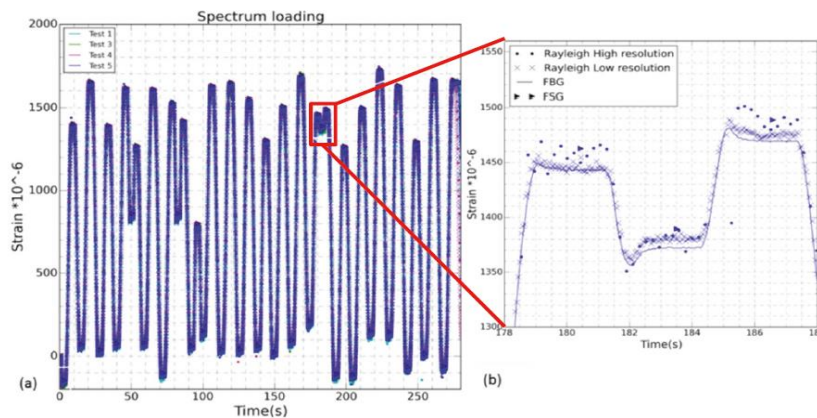 Spectrum loading
Test 1
Test 3
Test 4
Test 5
2000
1500
1000
500
0
Strain *10^-6
0 50 100 150 200 250
Time(s)
(a)
Rayleigh High resolution
Rayleigh Low resolution
FBG
FSG
1550
1500
1450
1400
1350
1300
Strain *10^-6
178 180 182 184 186 18
Time(s)
(b)